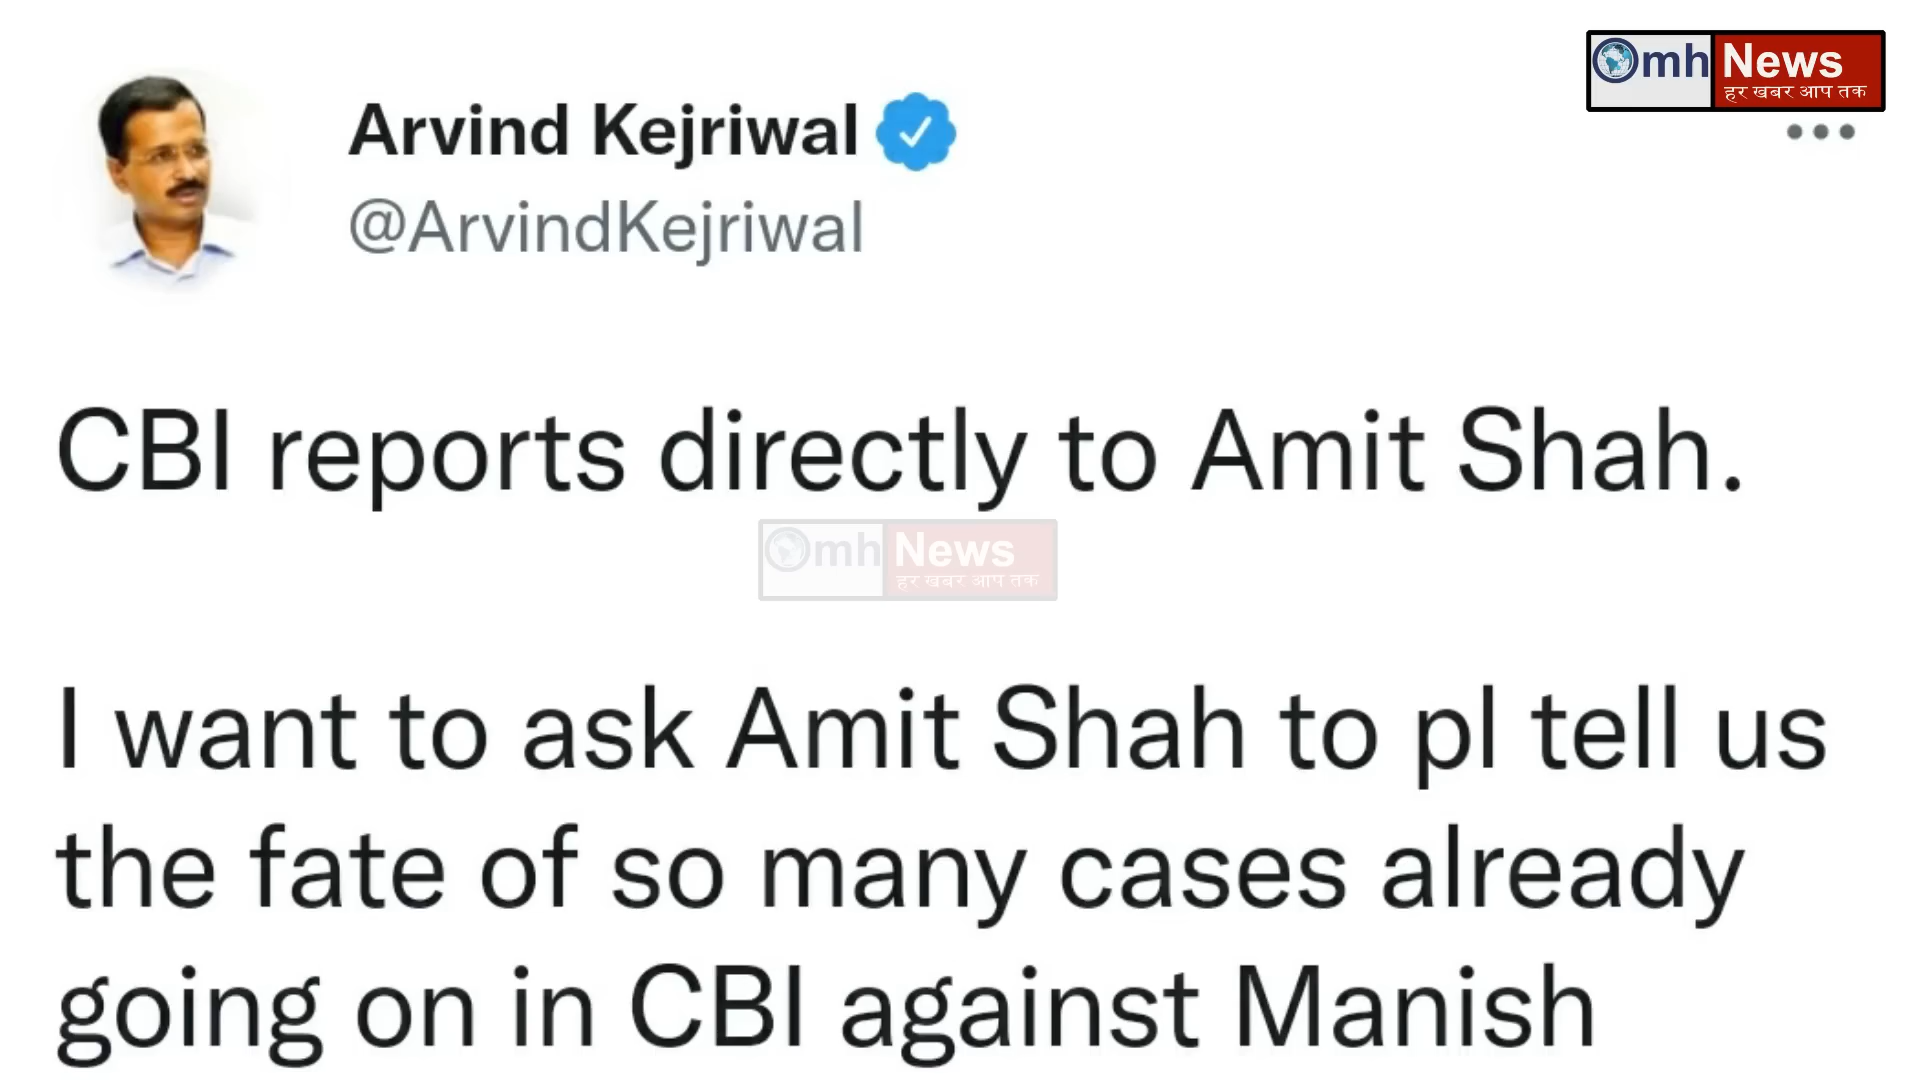 Omh News
हर खबर आप तक
Arvind Kejriwal
@ArvindKejriwal
CBI reports directly to Amit Shah.
Omh News
हर खबर आप तक
I want to ask Amit Shah to pl tell us
the fate of so many cases already
going on in CBI against Manish